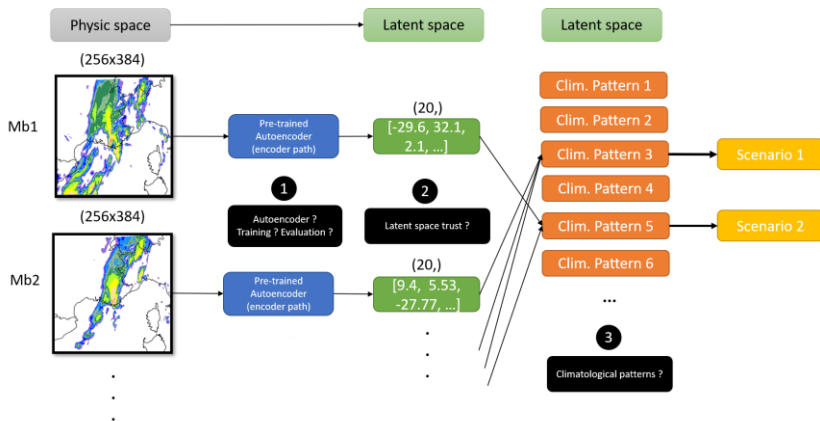 Physic space
Latent space
Latent space
(256x384)
Mb1
Pre-trained
Autoencoder
(encoder path)
(20,)
[-29.6, 32.1,
2.1, ...]
1
Autoencoder ?
Training ? Evaluation ?
2
Latent space trust ?
(256x384)
Mb2
Pre-trained
Autoencoder
(encoder path)
(20,)
[9.4, 5.53,
-27.77, ...]
Clim. Pattern 1
Clim. Pattern 2
Clim. Pattern 3
Clim. Pattern 4
Clim. Pattern 5
Clim. Pattern 6
...
Scenario 1
Scenario 2
3
Climatological patterns ?